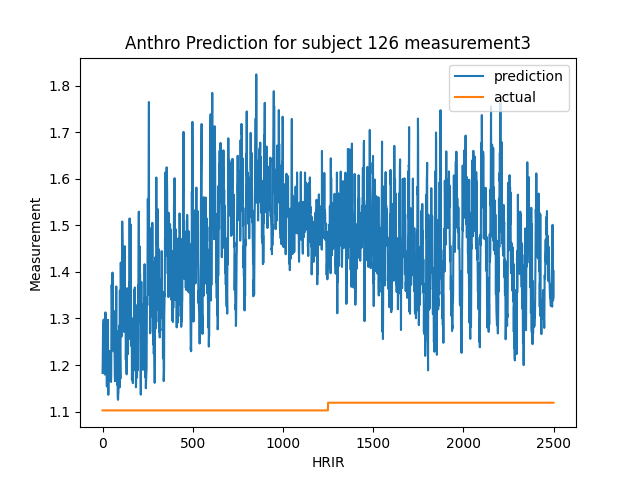 Anthro Prediction for subject 126 measurement3
prediction
actual
1.8
1.7
1.6
1.5
1.4
1.3
1.2
1.1
Measurement
0
500
1000
1500
2000
2500
HRIR